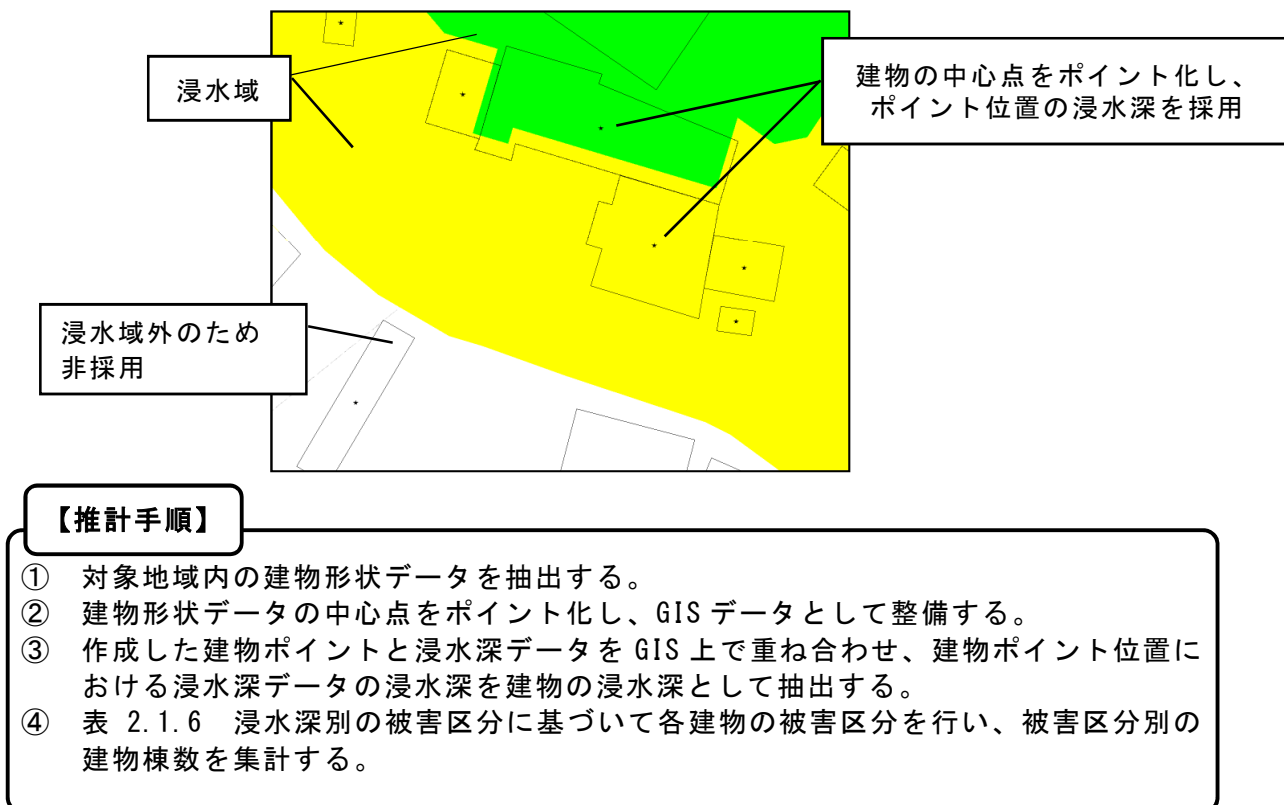 浸水域
建物の中心点をポイント化し、
ポイント位置の浸水深を採用
浸水域外のため
非採用
【推計手順】
① 対象地域内の建物形状データを抽出する。
② 建物形状データの中心点をポイント化し、GIS データとして整備する。
③ 作成した建物ポイントと浸水深データを GIS 上で重ね合わせ、建物ポイント位置に
おける浸水深データの浸水深を建物の浸水深として抽出する。
④ 表 2.1.6 浸水深別の被害区分に基づいて各建物の被害区分を行い、被害区分別の
建物棟数を集計する。